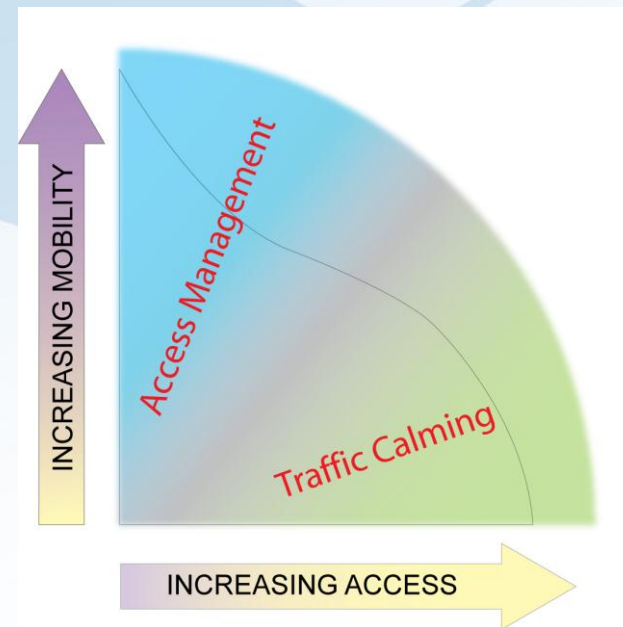 INCREASING MOBILITY
Access Management
Traffic Calming
INCREASING ACCESS